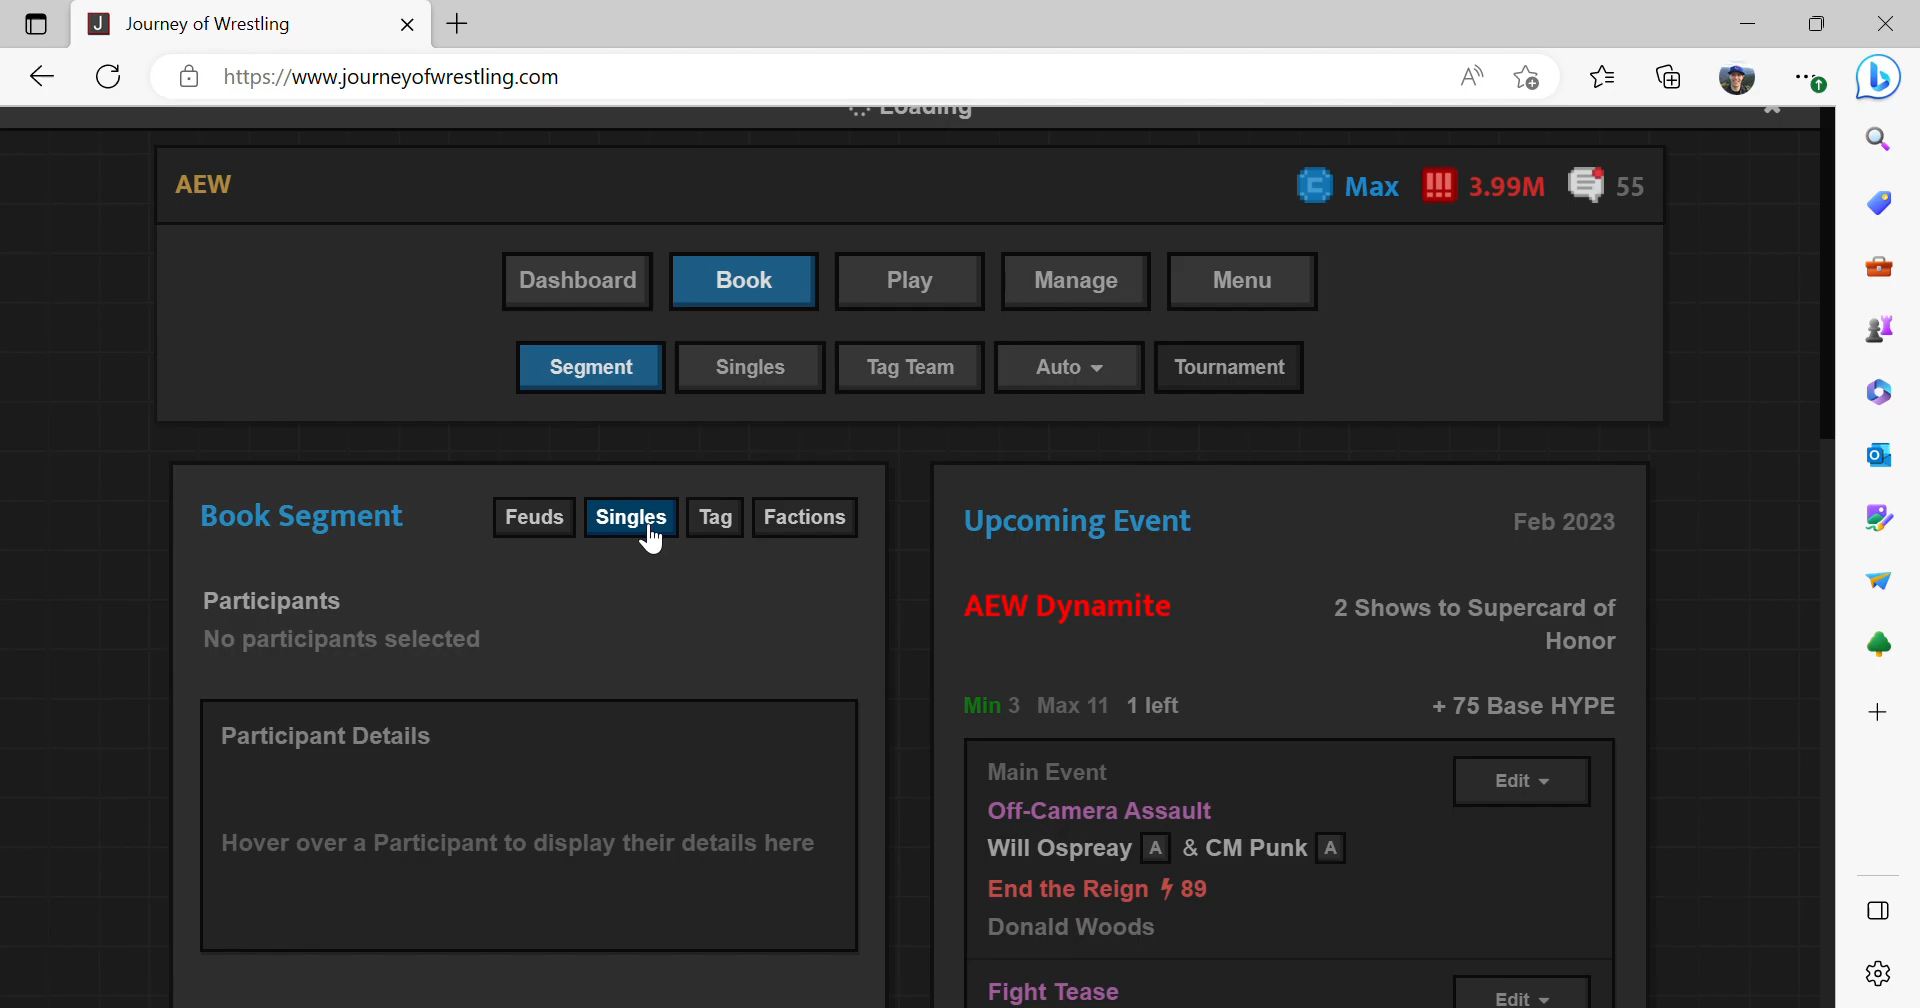 Journey of Wrestling
https://www.journeyofwrestling.com
Loading
AEW
Max 3.99M 55
Dashboard Book Play Manage Menu
Segment Singles Tag Team Auto Tournament
Book Segment
Feuds Singles Tag Factions
Participants
No participants selected
Participant Details
Hover over a Participant to display their details here
Upcoming Event Feb 2023
AEW Dynamite
2 Shows to Supercard of
Honor
Min 3 Max 11 1 left + 75 Base HYPE
Main Event
Edit
Off-Camera Assault
Will Ospreay A & CM Punk A
End the Reign 89
Donald Woods
Fight Tease
Edit